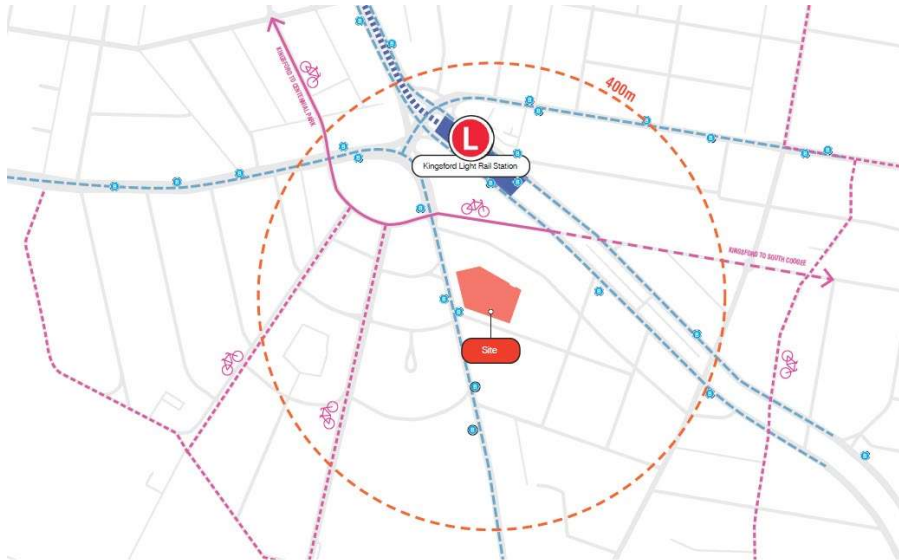 KINGSFORD TO CENTENNIAL PARK
400m
L
Kingsford Light Rail Station
KINGSFORD TO SOUTH COOGEE
Site